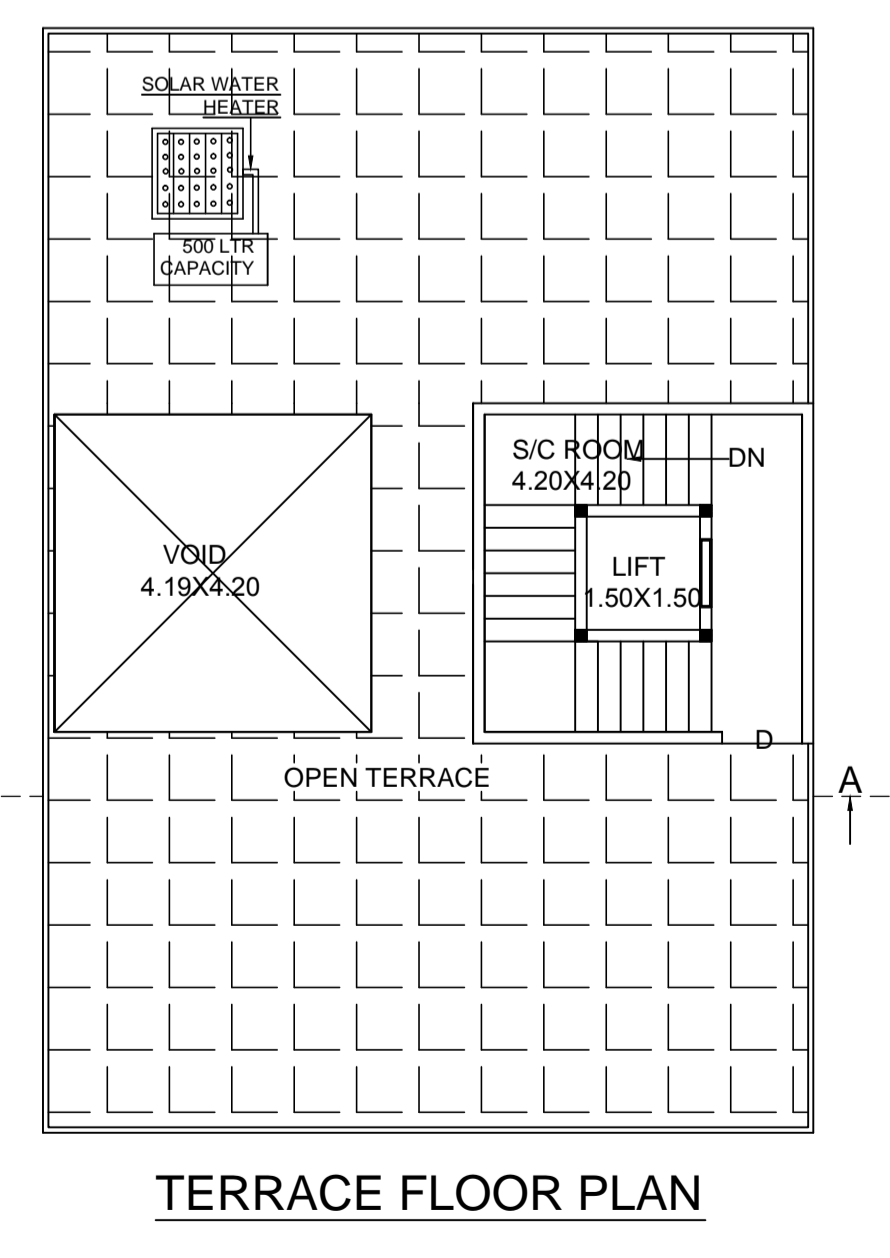 SOLAR WATER
HEATER
500 LTR
CAPACITY
S/C ROOM
4.20X4.20
DN
VOID
4.19X4.20
LIFT
1.50X1.50
D
OPEN TERRACE
A
TERRACE FLOOR PLAN